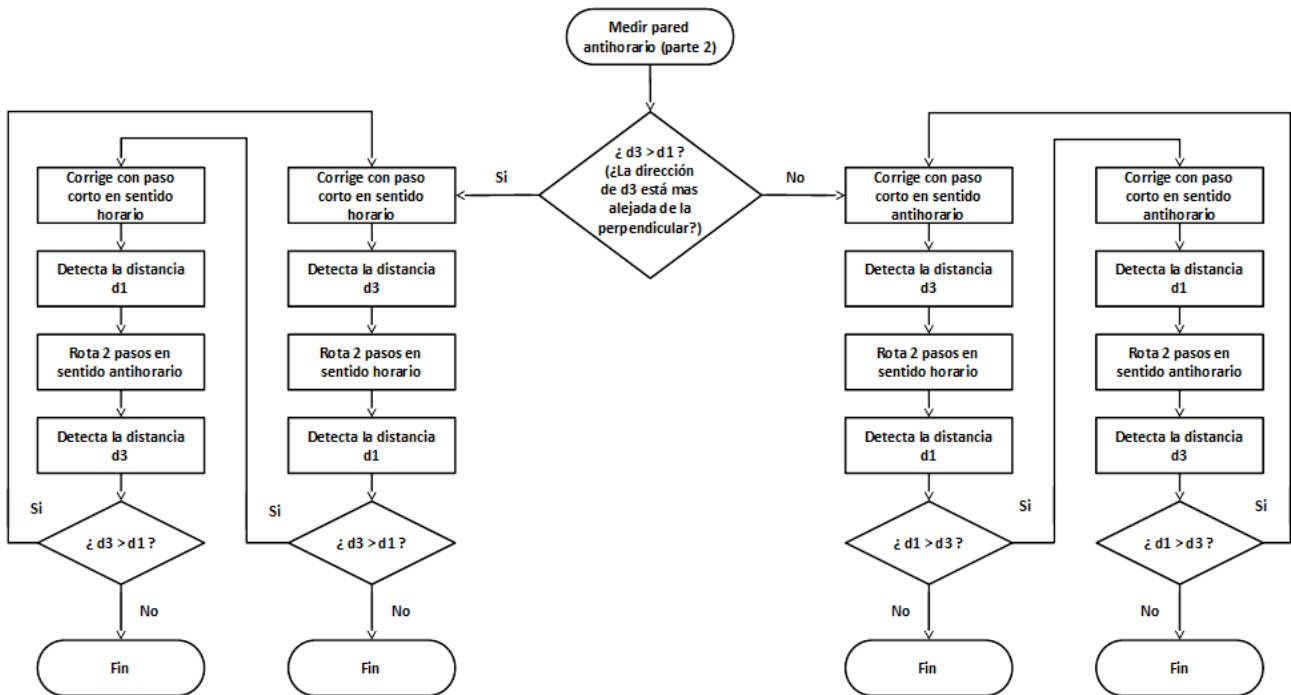 Medir pared
antihorario (parte 2)
¿ d3 > d1 ?
(¿La dirección
de d3 está mas
alejada de la
perpendicular?)
Si
No
Corrige con paso
corto en sentido
horario
Detecta la distancia
d1
Rota 2 pasos en
sentido antihorario
Detecta la distancia
d3
¿ d3 > d1 ?
Si
No
Fin
Corrige con paso
corto en sentido
horario
Detecta la distancia
d3
Rota 2 pasos en
sentido horario
Detecta la distancia
d1
¿ d3 > d1 ?
Si
No
Fin
Corrige con paso
corto en sentido
antihorario
Detecta la distancia
d3
Rota 2 pasos en
sentido horario
Detecta la distancia
d1
¿ d1 > d3 ?
Si
No
Fin
Corrige con paso
corto en sentido
antihorario
Detecta la distancia
d1
Rota 2 pasos en
sentido antihorario
Detecta la distancia
d3
¿ d1 > d3 ?
Si
No
Fin